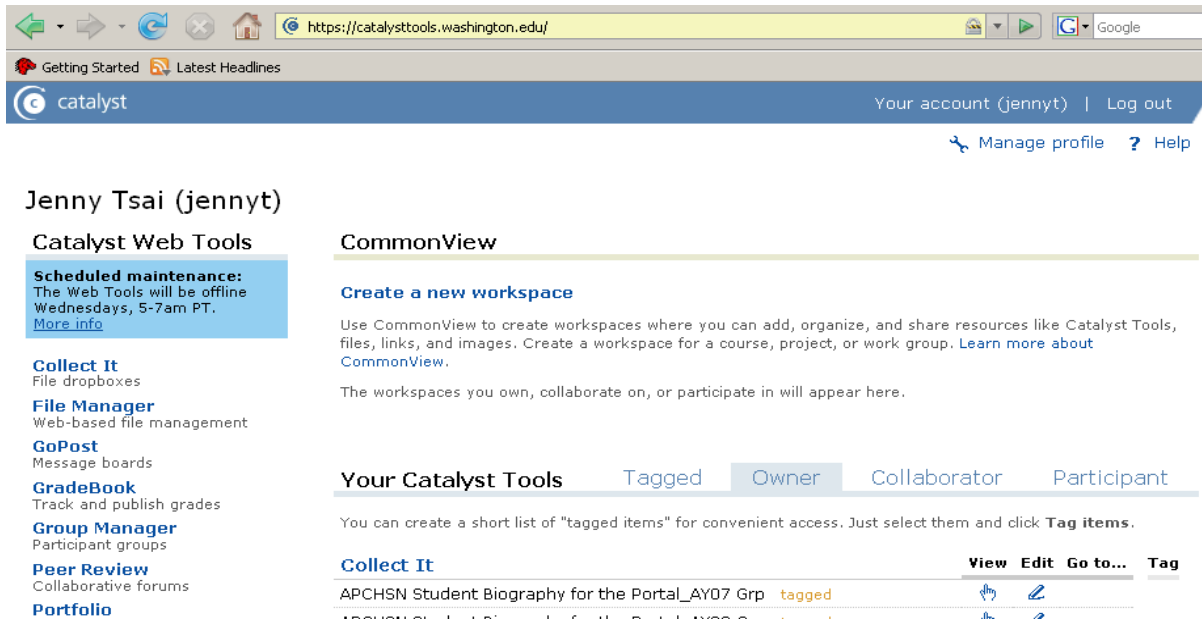 https://catalysttools.washington.edu/
G Google
Getting Started Latest Headlines
c catalyst Your account (jennyt) | Log out
Manage profile ? Help
Jenny Tsai (jennyt)
Catalyst Web Tools
Scheduled maintenance:
The Web Tools will be offline
Wednesdays, 5-7am PT.
More info
Collect It
File dropboxes
File Manager
Web-based file management
GoPost
Message boards
GradeBook
Track and publish grades
Group Manager
Participant groups
Peer Review
Collaborative forums
Portfolio
CommonView
Create a new workspace
Use CommonView to create workspaces where you can add, organize, and share resources like Catalyst Tools,
files, links, and images. Create a workspace for a course, project, or work group. Learn more about
CommonView.
The workspaces you own, collaborate on, or participate in will appear here.
Your Catalyst Tools Tagged Owner Collaborator Participant
You can create a short list of "tagged items" for convenient access. Just select them and click Tag items.
Collect It View Edit Go to... Tag
APCHSN Student Biography for the Portal_AY07 Grp tagged